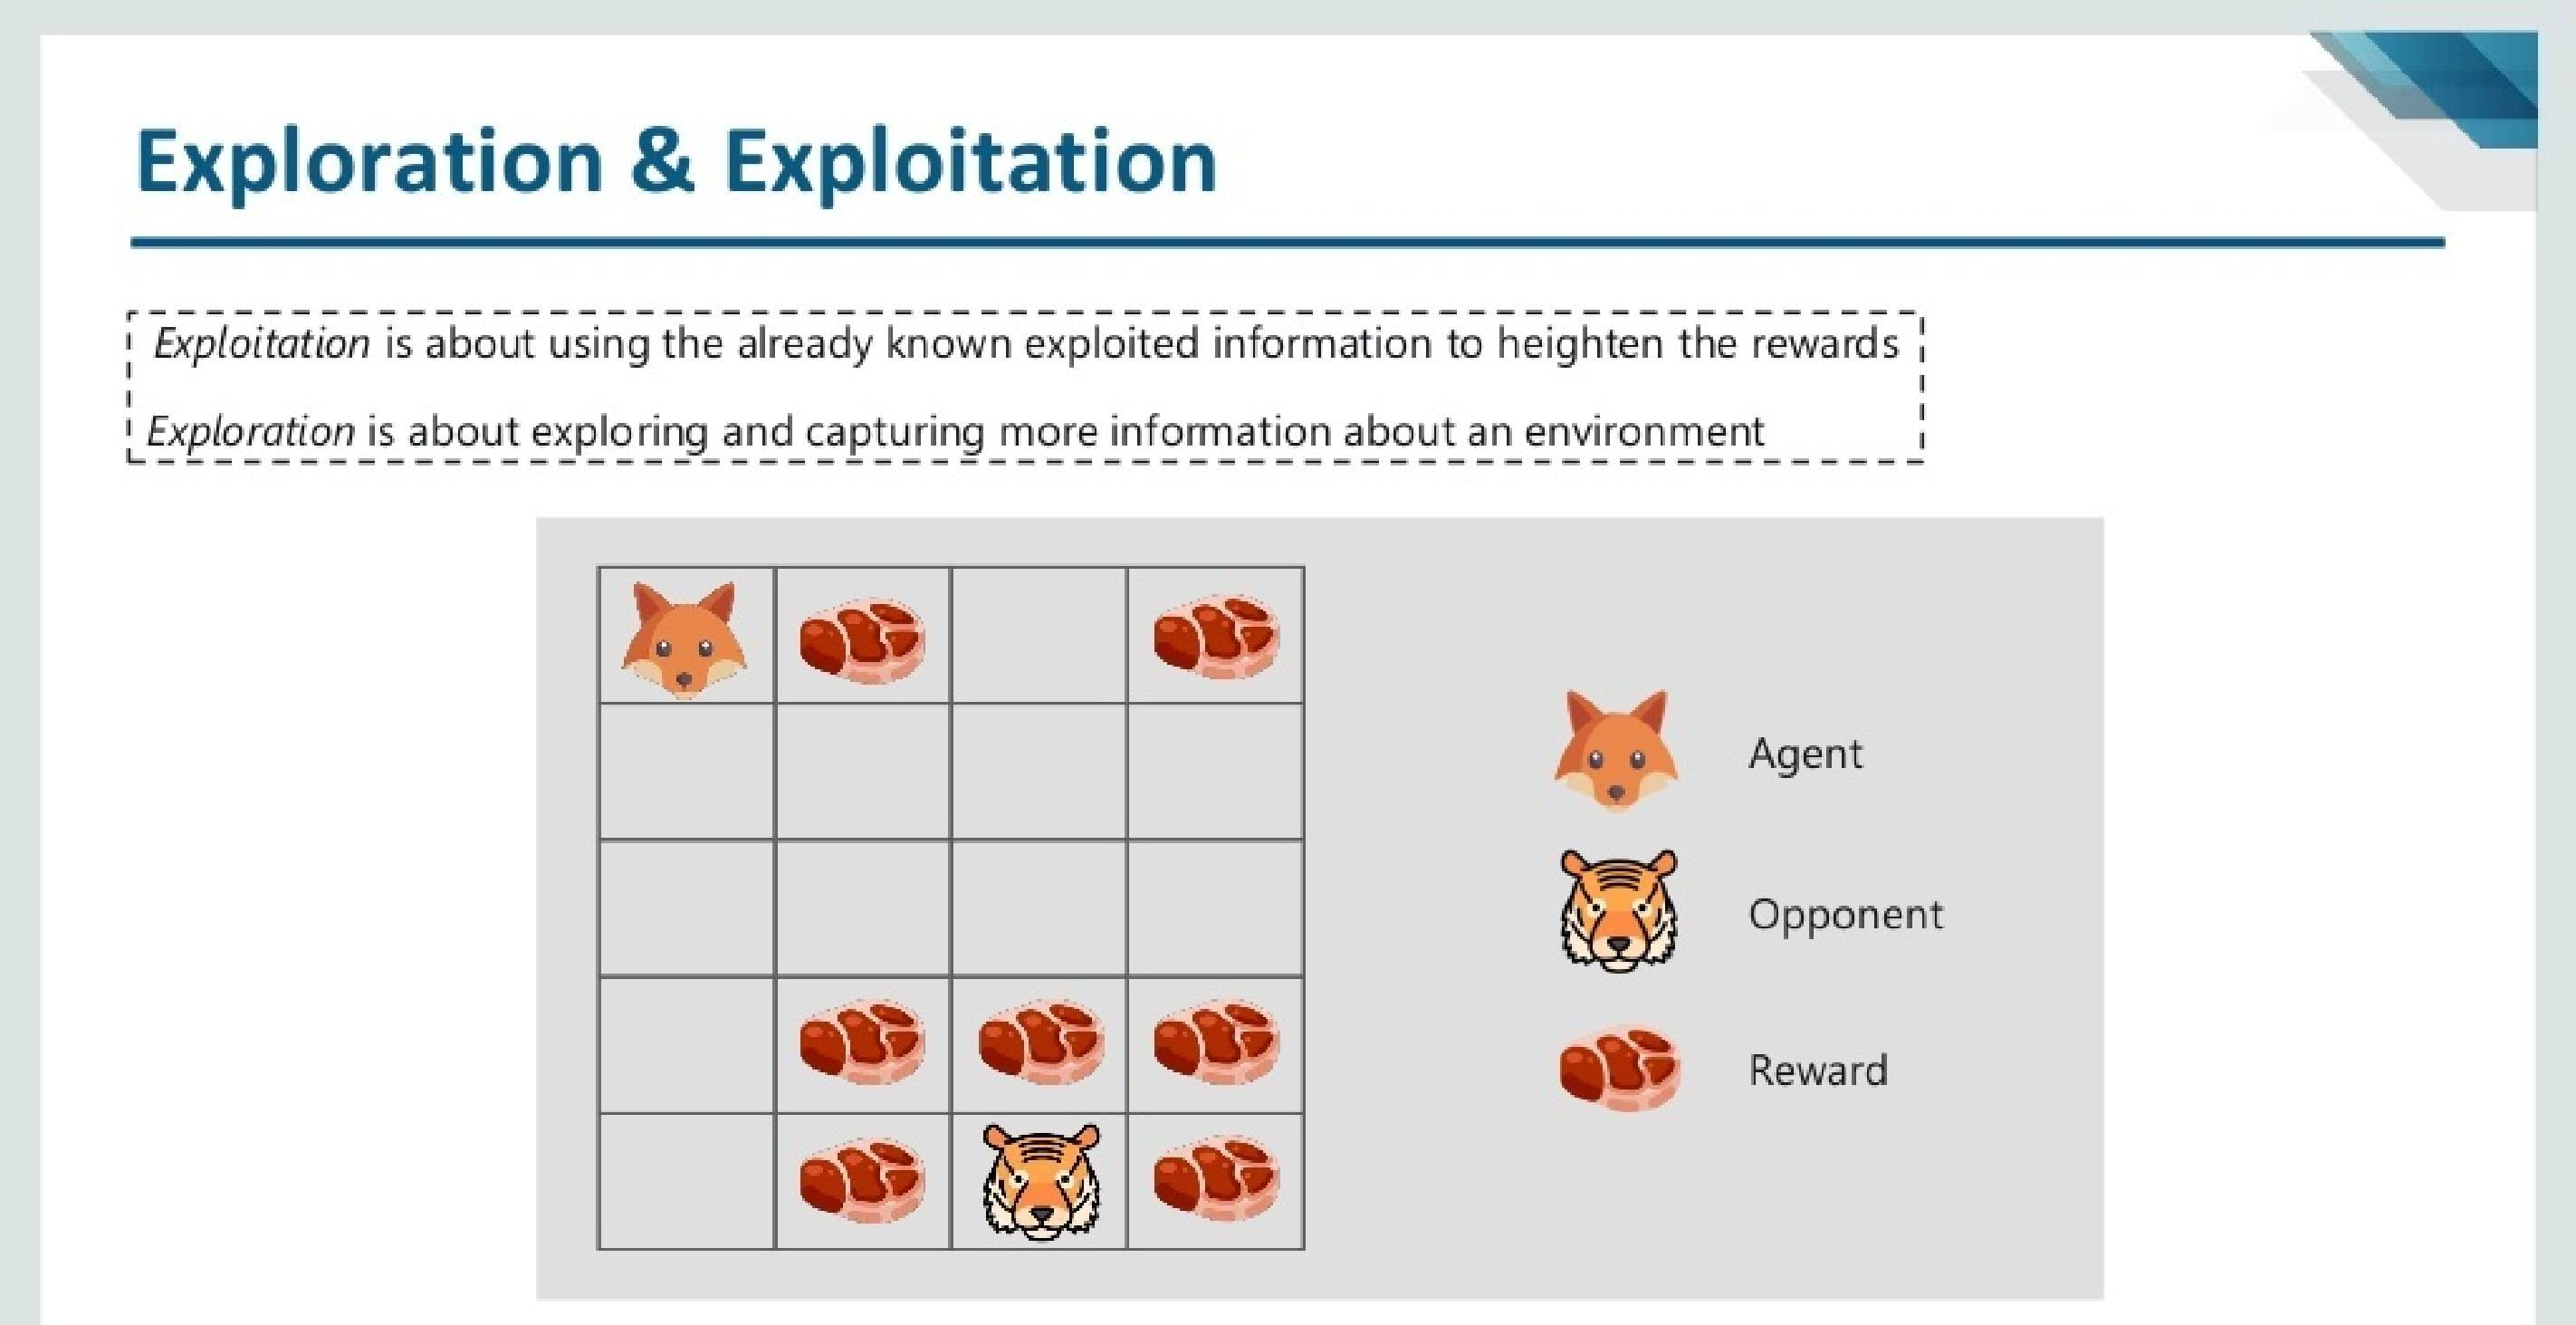 Exploration & Exploitation
Exploitation is about using the already known exploited information to heighten the rewards
Exploration is about exploring and capturing more information about an environment
Agent
Opponent
Reward